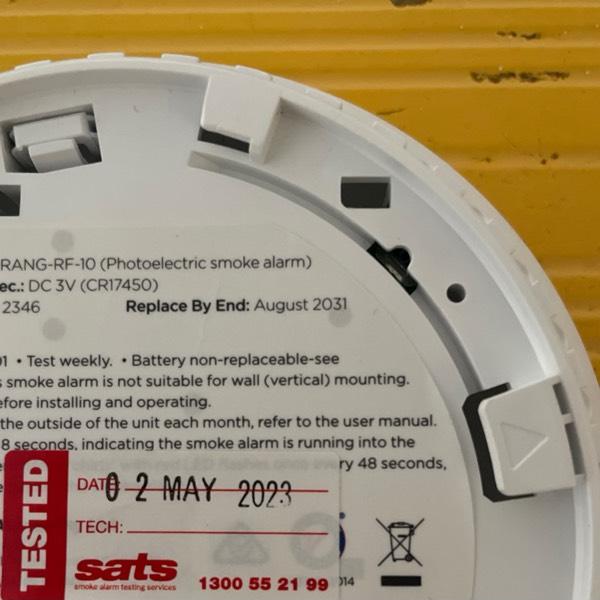 RANG-RF-10 (Photoelectric smoke alarm)
ec.: DC 3V (CR17450)
2346 Replace By End: August 2031
01 • Test weekly. • Battery non-replaceable-see
s smoke alarm is not suitable for wall (vertical) mounting.
efore installing and operating.
the outside of the unit each month, refer to the user manual.
8 seconds, indicating the smoke alarm is running into the
with red LED flashes once every 48 seconds,
TESTED
DATE 02 MAY 2023
TECH:
sats
smoke alarm testing services
1300 55 21 99
014